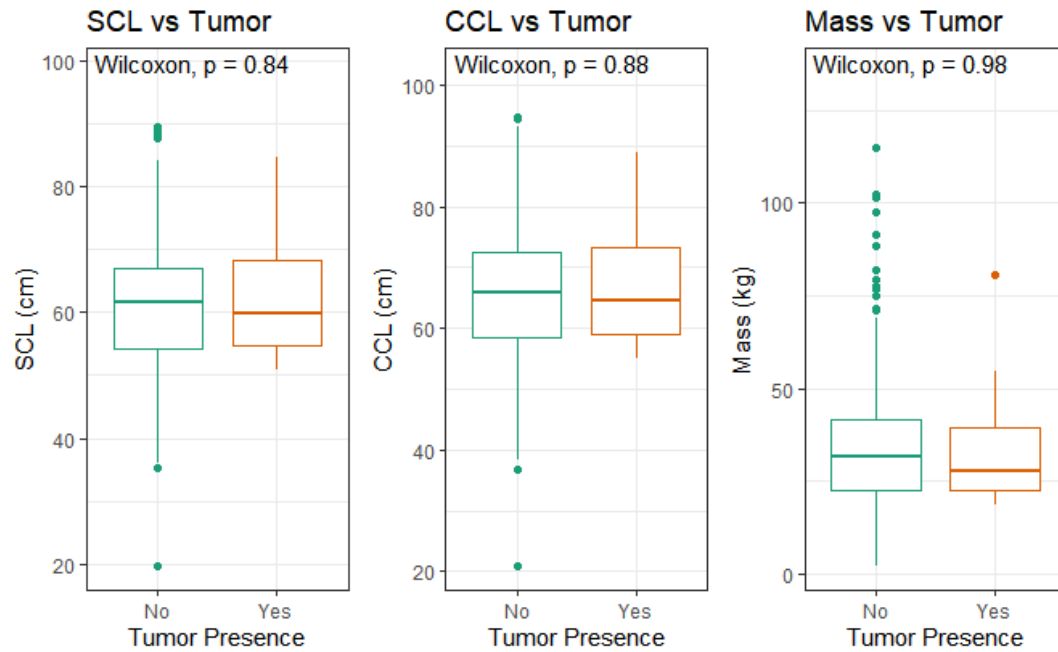 SCL vs Tumor
Wilcoxon, p = 0.84
100
80
60
40
20
SCL (cm)
No
Yes
Tumor Presence
CCL vs Tumor
Wilcoxon, p = 0.88
100
80
60
40
20
CCL (cm)
No
Yes
Tumor Presence
Mass vs Tumor
Wilcoxon, p = 0.98
100
50
0
Mass (kg)
No
Yes
Tumor Presence